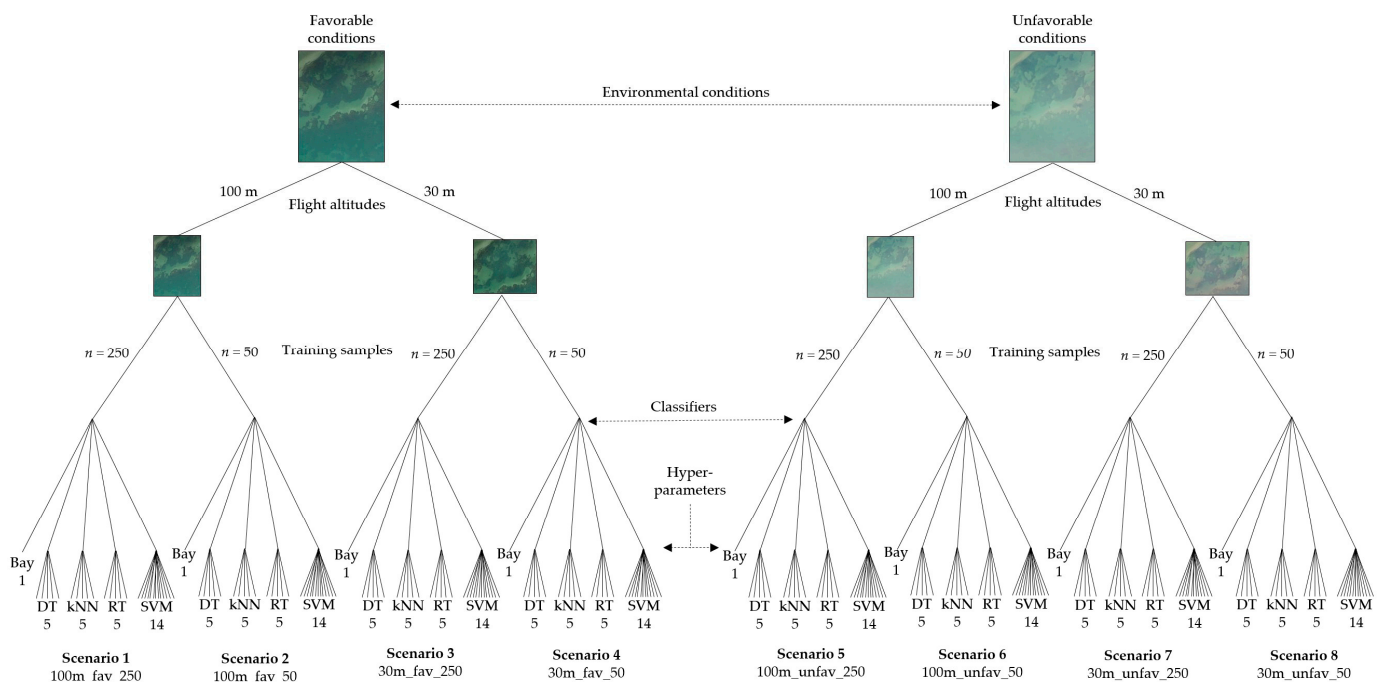 Favorable
conditions
Unfavorable
conditions
Environmental conditions
100 m
30 m
Flight altitudes
100 m
30 m
Flight altitudes
n = 250
n = 50
Training samples
n = 250
n = 50
n = 250
n = 50
Training samples
n = 250
n = 50
Classifiers
Hyper-
parameters
Bay
1
DT
5
kNN
5
RT
5
SVM
14
Bay
1
DT
5
kNN
5
RT
5
SVM
14
Bay
1
DT
5
kNN
5
RT
5
SVM
14
Bay
1
DT
5
kNN
5
RT
5
SVM
14
Bay
1
DT
5
kNN
5
RT
5
SVM
14
Bay
1
DT
5
kNN
5
RT
5
SVM
14
Bay
1
DT
5
kNN
5
RT
5
SVM
14
Bay
1
DT
5
kNN
5
RT
5
SVM
14
Scenario 1
100m_fav_250
Scenario 2
100m_fav_50
Scenario 3
30m_fav_250
Scenario 4
30m_fav_50
Scenario 5
100m_unfav_250
Scenario 6
100m_unfav_50
Scenario 7
30m_unfav_250
Scenario 8
30m_unfav_50